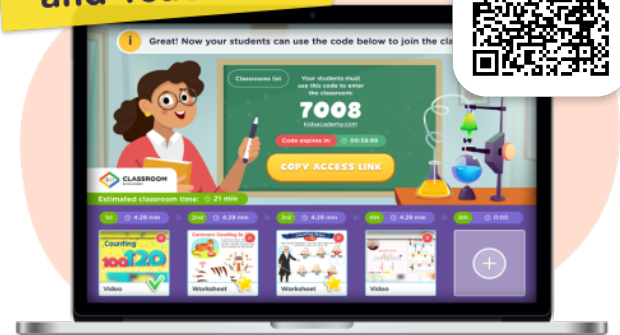 and
Great! Now your students can use the code below to join the cla
Classrooms list
Your students must
use this code to enter
the classroom:
7008
kidsacademy.com
Code expires in:
00:59:99
COPY ACCESS LINK
CLASSROOM
Estimated classroom time: 21 min
1st 4:29 min
2nd 4:29 min
3rd 4:29 min
4th 4:29 min
5th 0:00
Counting
100 120
Video
Worksheet
Worksheet
Video